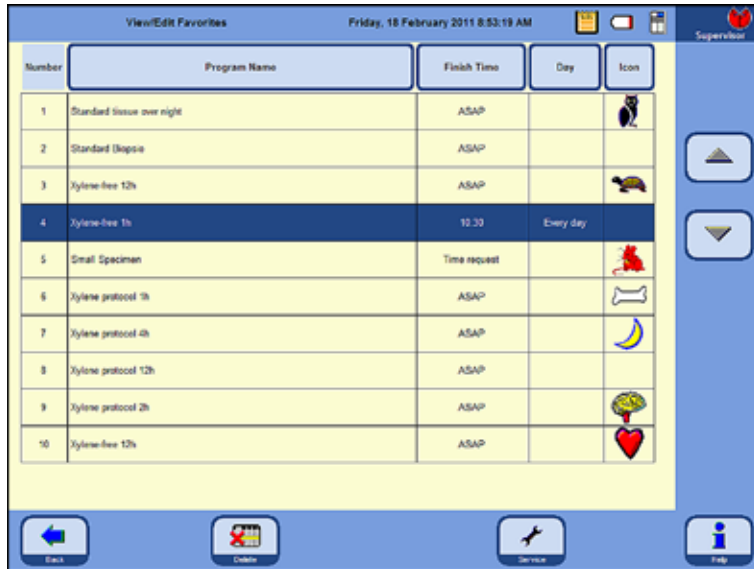 View/Edit Favorites Friday, 18 February 2011 8:53:19 AM
Supervisor
Number Program Name Finish Time Day Icon
1 Standard tissue over night ASAP
2 Standard Biopsie ASAP
3 Xylene-free 12h ASAP
4 Xylene-free 1h 10:30 Every day
5 Small Specimen Time request
6 Xylene protocol 1h ASAP
7 Xylene protocol 4h ASAP
8 Xylene protocol 12h ASAP
9 Xylene protocol 2h ASAP
10 Xylene-free 12h ASAP
Back Delete Service Help